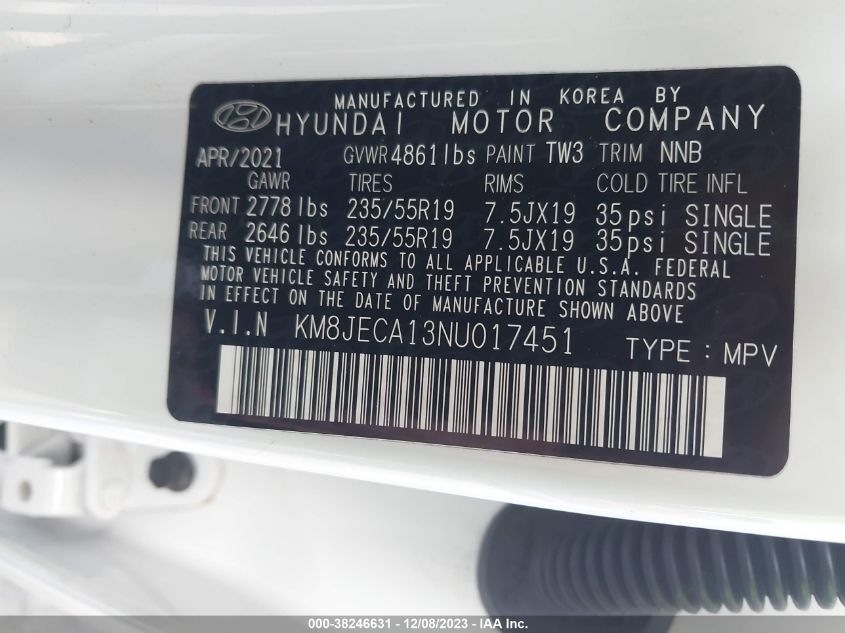 MANUFACTURED IN KOREA BY
HYUNDAI MOTOR COMPANY
APR/2021 GVWR 4861lbs PAINT TW3 TRIM NNB
GAWR TIRES RIMS COLD TIRE INFL
FRONT 2778 lbs 235/55R19 7.5JX19 35psi SINGLE
REAR 2646 lbs 235/55R19 7.5JX19 35psi SINGLE
THIS VEHICLE CONFORMS TO ALL APPLICABLE U.S.A. FEDERAL
MOTOR VEHICLE SAFETY AND THEFT PREVENTION STANDARDS
IN EFFECT ON THE DATE OF MANUFACTURE SHOWN ABOVE
V.I.N KM8JECA13NU017451 TYPE : MPV
000-38246631 - 12/08/2023 - IAA Inc.